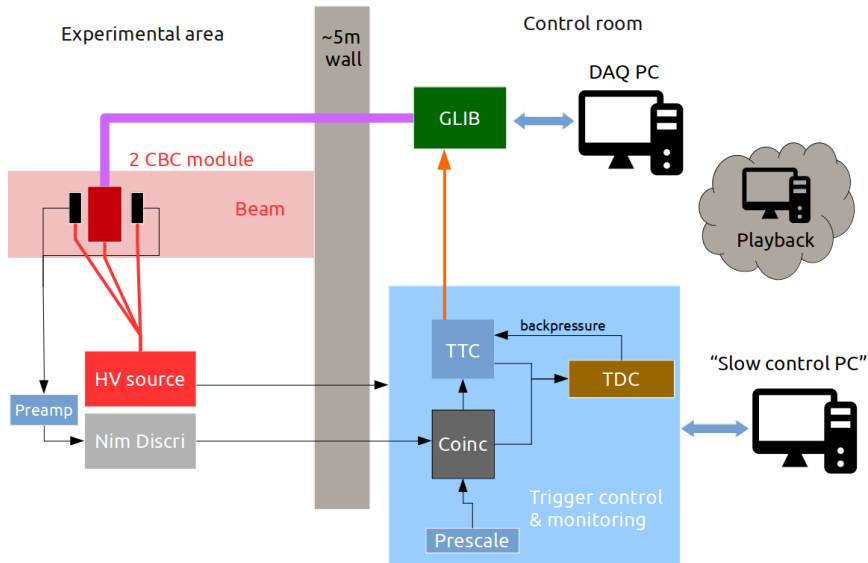 Experimental area
~5m
wall
Control room
DAQ PC
GLIB
2 CBC module
Beam
Playback
backpressure
TTC
TDC
"Slow control PC"
HV source
Preamp
Nim Discri
Coinc
Trigger control
& monitoring
Prescale